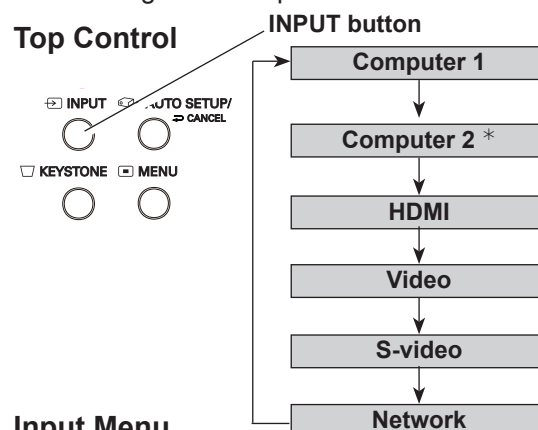 INPUT button
Top Control
INPUT
AUTO SETUP/
CANCEL
KEYSTONE
MENU
Computer 1
Computer 2 *
HDMI
Video
S-video
Network
Input Menu